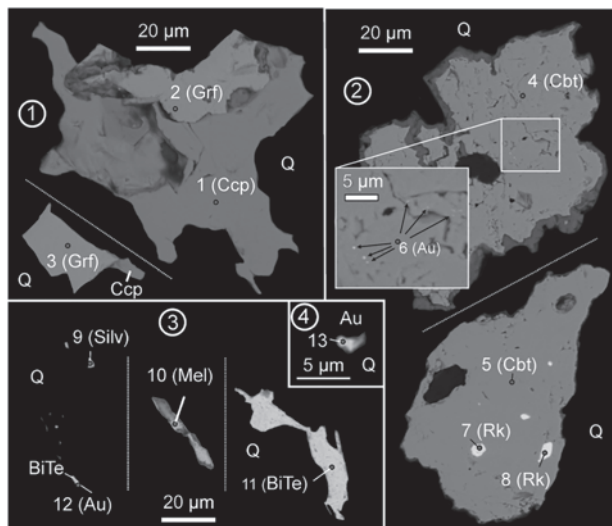 20 µm
2 (Grf)
1
Q
1 (Ccp)
3 (Grf)
Q
Ccp
20 µm
Q
2
4 (Cbt)
5 µm
6 (Au)
5 (Cbt)
Q
7 (Rk)
8 (Rk)
3
9 (Silv)
Q
10 (Mel)
BiTe
12 (Au)
20 µm
Q
11 (BiTe)
4
Au
13
Q
5 µm